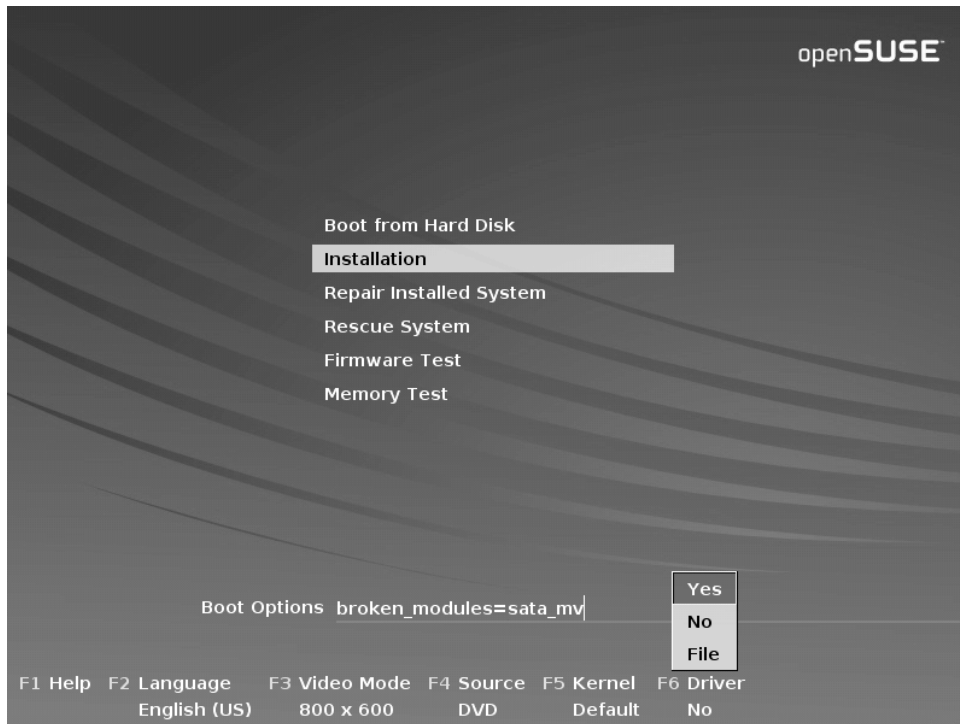 openSUSE
Boot from Hard Disk
Installation
Repair Installed System
Rescue System
Firmware Test
Memory Test
Yes
Boot Options broken_modules=sata_mv
No
File
F1 Help F2 Language F3 Video Mode F4 Source F5 Kernel F6 Driver
English (US) 800 x 600 DVD Default No